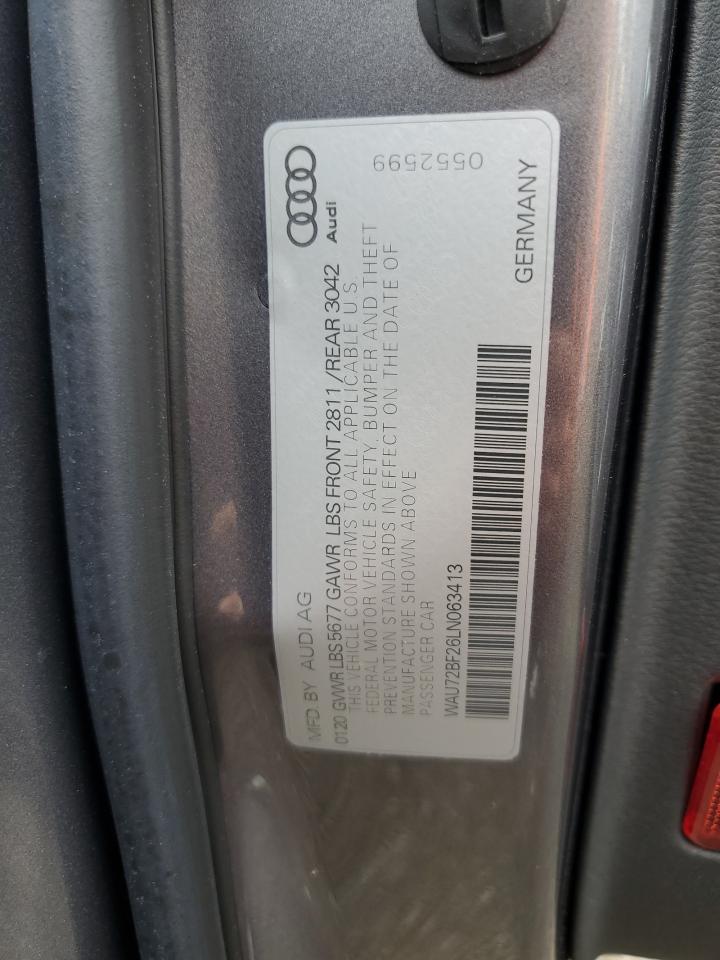 MFD. BY AUDI AG
0120 GVWR LBS 5677 GAWR LBS FRONT 2811/REAR 3042
Audi
THIS VEHICLE CONFORMS TO ALL APPLICABLE U.S.
FEDERAL MOTOR VEHICLE SAFETY, BUMPER AND THEFT
PREVENTION STANDARDS IN EFFECT ON THE DATE OF
MANUFACTURE SHOWN ABOVE
PASSENGER CAR
0552599
WAU72BF26LN063413
GERMANY